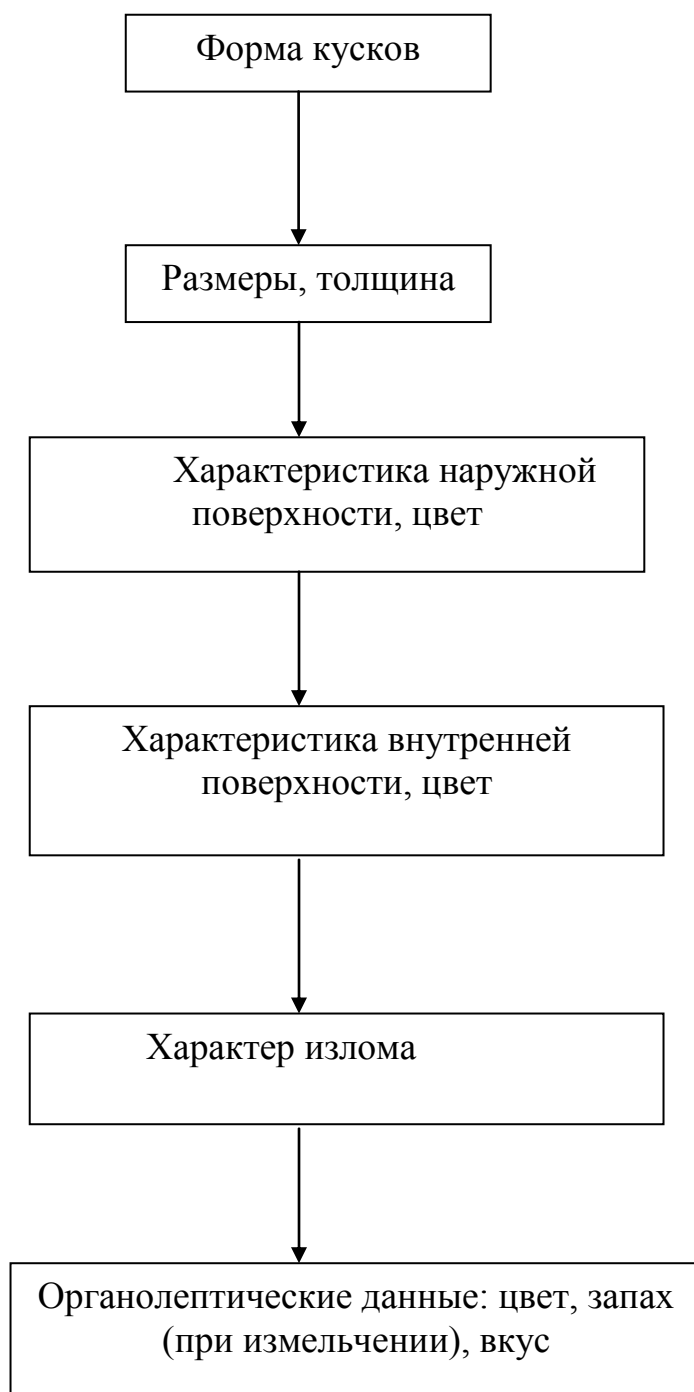 Форма кусков
Размеры, толщина
Характеристика наружной
поверхности, цвет
Характеристика внутренней
поверхности, цвет
Характер излома
Органолептические данные: цвет, запах
(при измельчении), вкус